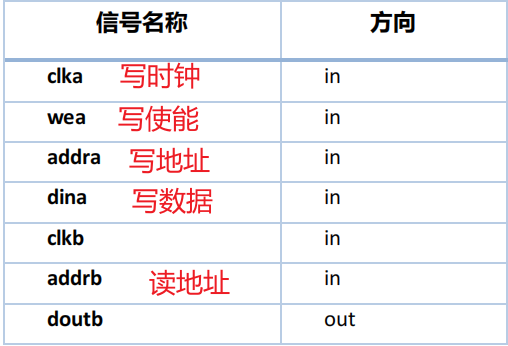 信号名称 方向
clka 写时钟 in
wea 写使能 in
addra 写地址 in
dina 写数据 in
clkb in
addrb 读地址 in
doutb out